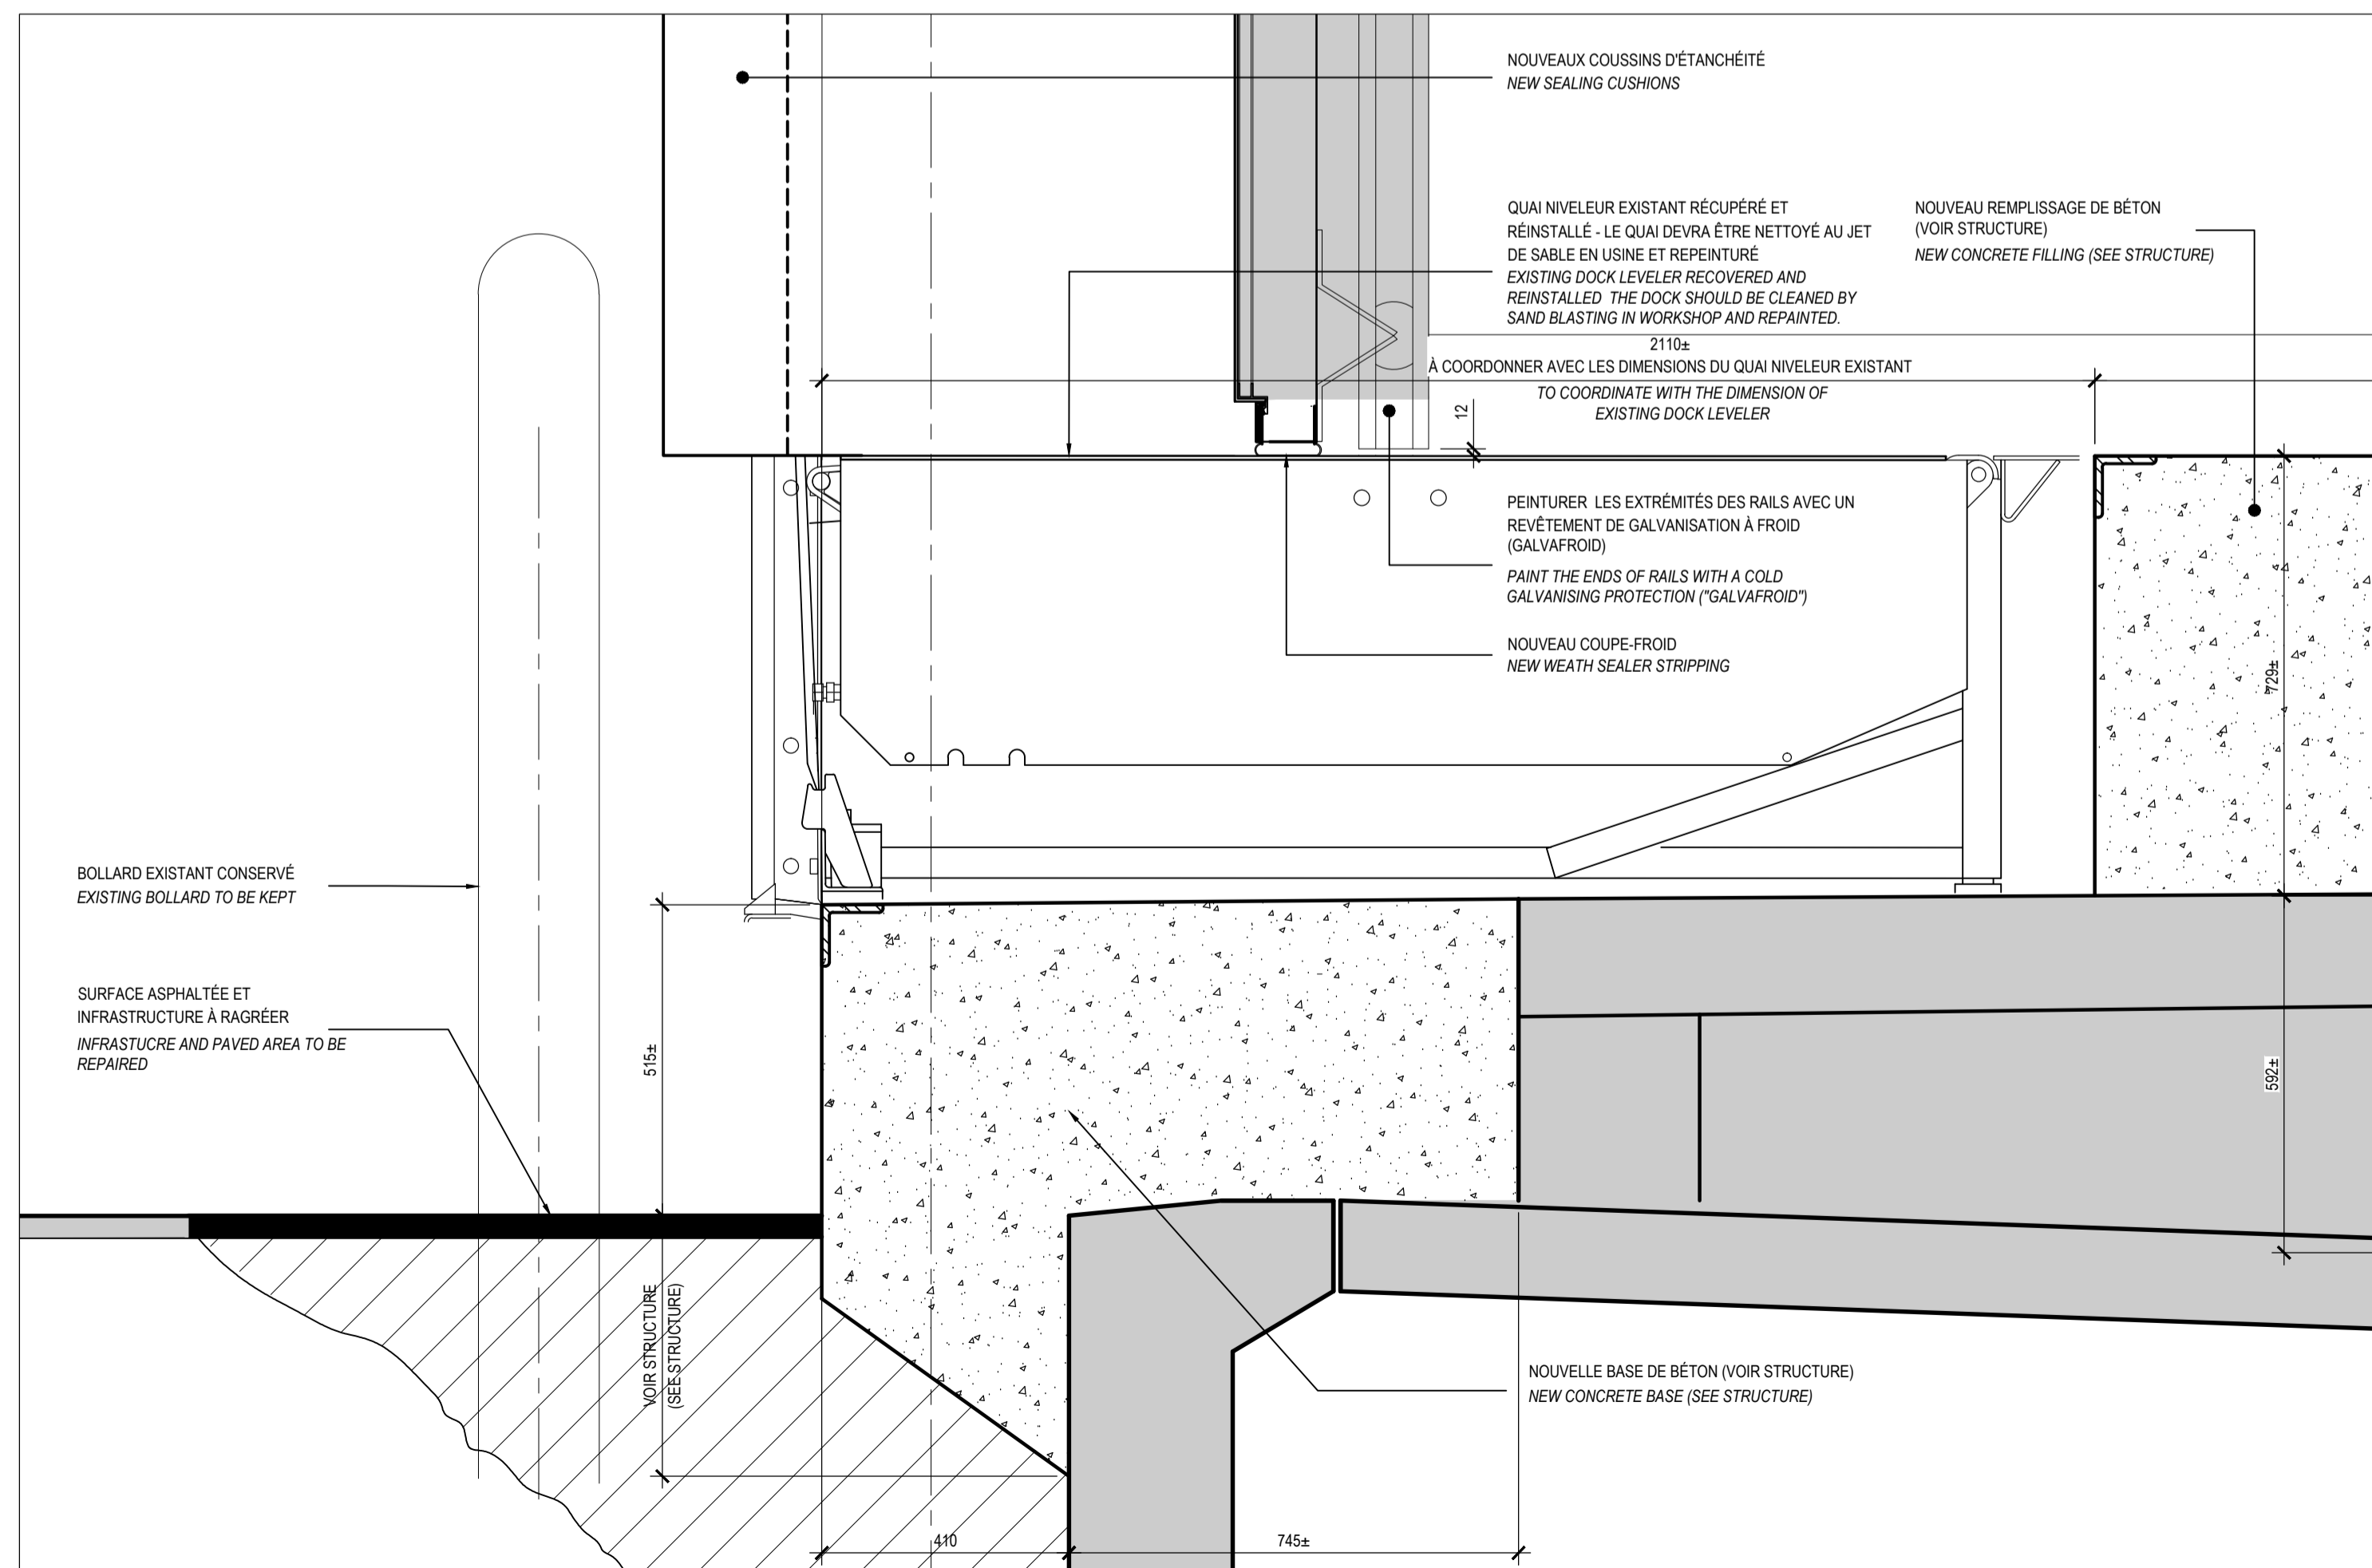 NOUVEAUX COUSSINS D'ÉTANCHÉITÉ
NEW SEALING CUSHIONS
QUAI NIVELEUR EXISTANT RÉCUPÉRÉ ET
RÉINSTALLÉ - LE QUAI DEVRA ÊTRE NETTOYÉ AU JET
DE SABLE EN USINE ET REPEINTURÉ
EXISTING DOCK LEVELER RECOVERED AND
REINSTALLED THE DOCK SHOULD BE CLEANED BY
SAND BLASTING IN WORKSHOP AND REPAINTED.
NOUVEAU REMPLISSAGE DE BÉTON
(VOIR STRUCTURE)
NEW CONCRETE FILLING (SEE STRUCTURE)
2110±
À COORDONNER AVEC LES DIMENSIONS DU QUAI NIVELEUR EXISTANT
TO COORDINATE WITH THE DIMENSION OF
EXISTING DOCK LEVELER
12
PEINTURER LES EXTRÉMITÉS DES RAILS AVEC UN
REVÊTEMENT DE GALVANISATION À FROID
(GALVAFROID)
PAINT THE ENDS OF RAILS WITH A COLD
GALVANISING PROTECTION ("GALVAFROID")
NOUVEAU COUPE-FROID
NEW WEATH SEALER STRIPPING
729±
BOLLARD EXISTANT CONSERVÉ
EXISTING BOLLARD TO BE KEPT
SURFACE ASPHALTÉE ET
INFRASTRUCTURE À RAGRÉER
INFRASTUCRE AND PAVED AREA TO BE
REPAIRED
515±
592±
VOIR STRUCTURE
(SEE STRUCTURE)
NOUVELLE BASE DE BÉTON (VOIR STRUCTURE)
NEW CONCRETE BASE (SEE STRUCTURE)
410
745±